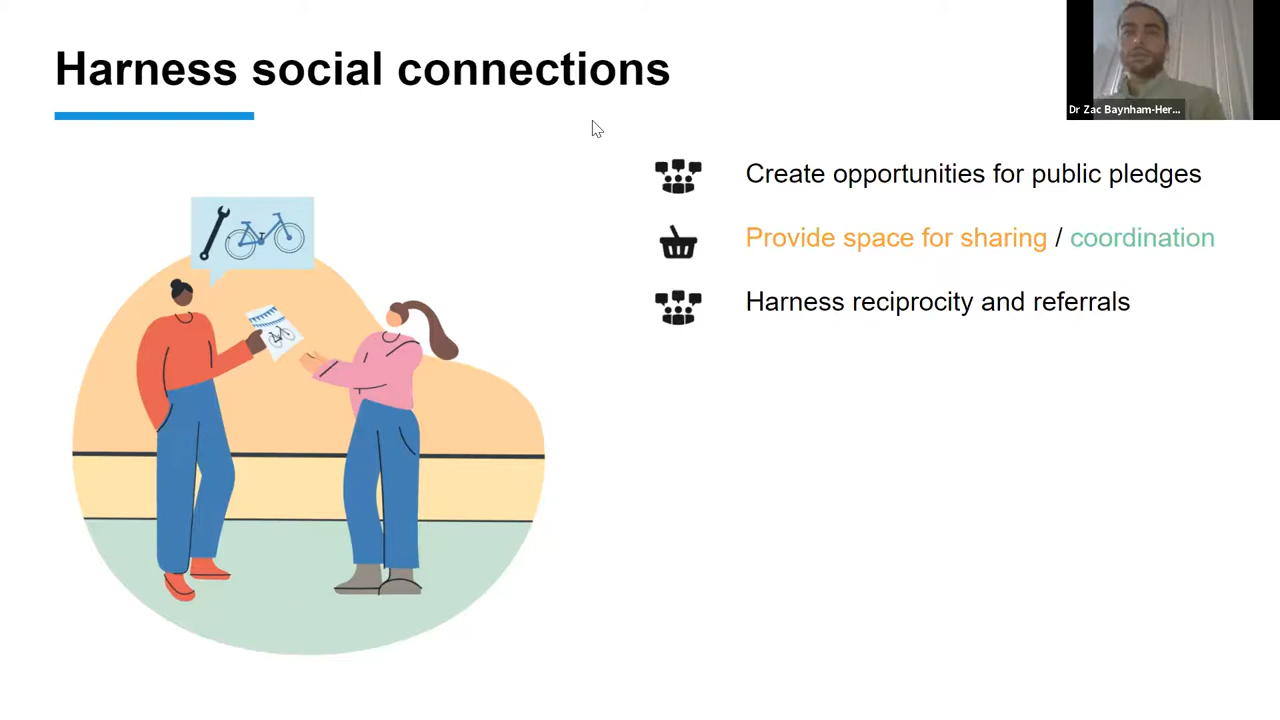 Harness social connections
Dr Zac Baynham-Her...
Create opportunities for public pledges
Provide space for sharing / coordination
Harness reciprocity and referrals